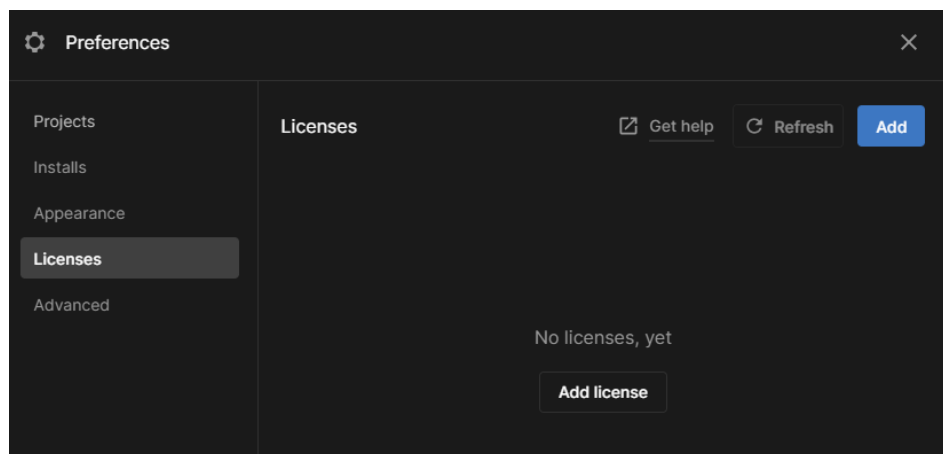 Preferences
Projects
Installs
Appearance
Licenses
Advanced
Licenses
Get help
Refresh
Add
No licenses, yet
Add license